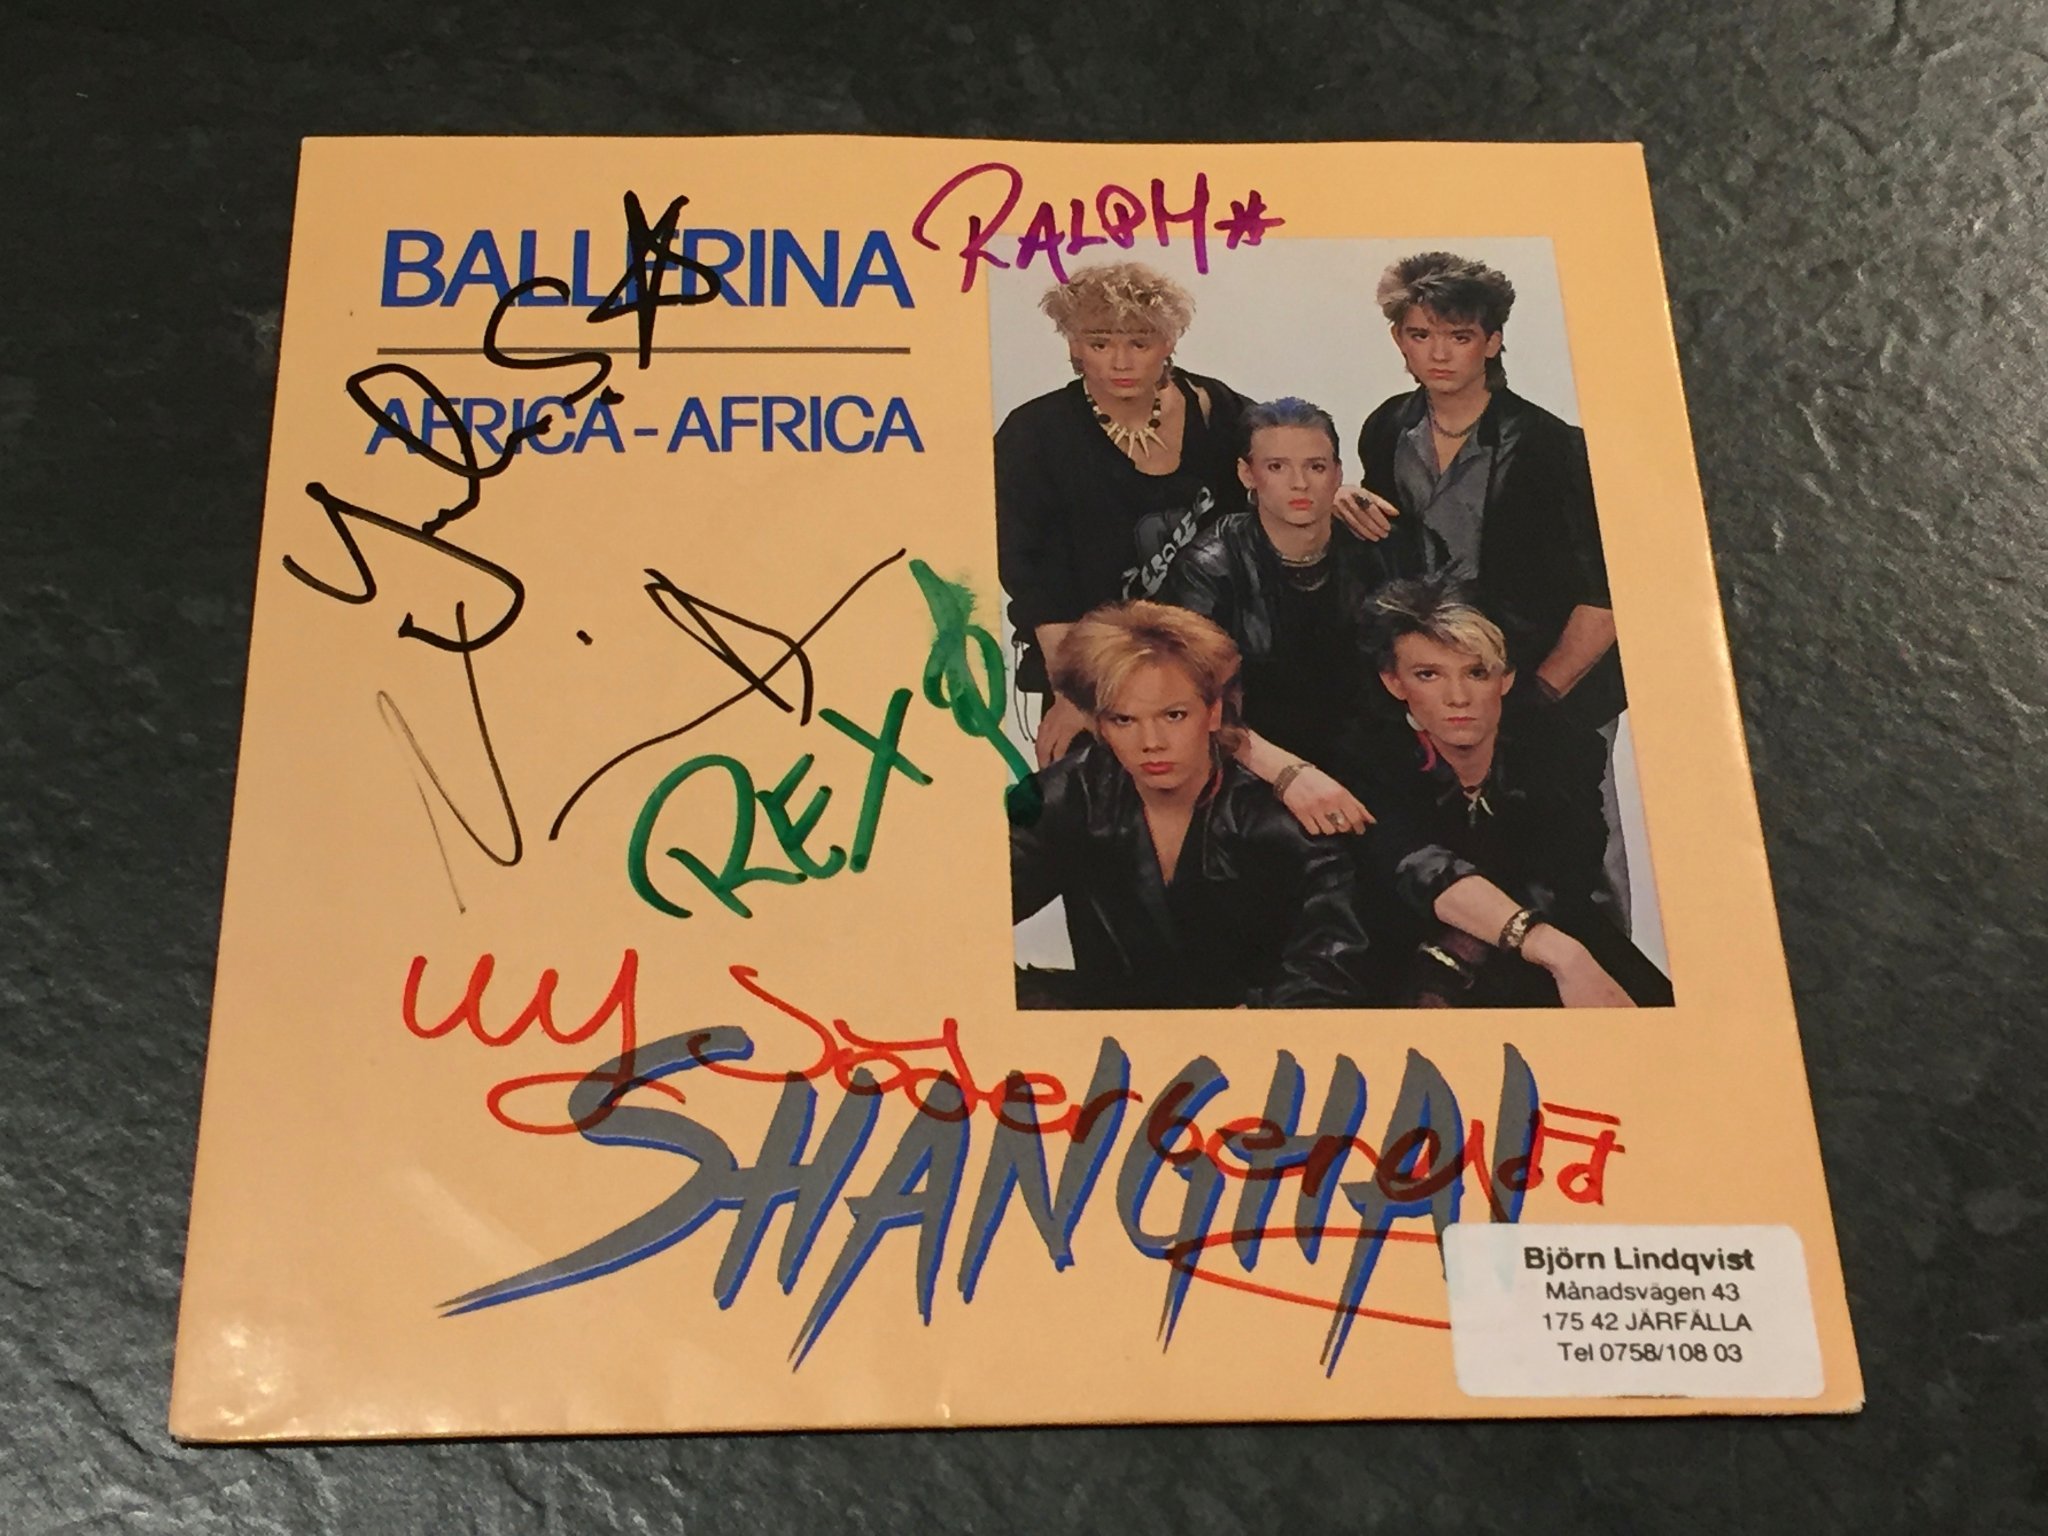 BALLERINA
AFRICA - AFRICA
RALPH
REX
SHANGHAI
Björn Lindqvist
Månadsvägen 43
175 42 JÄRFÄLLA
Tel 0758/108 03